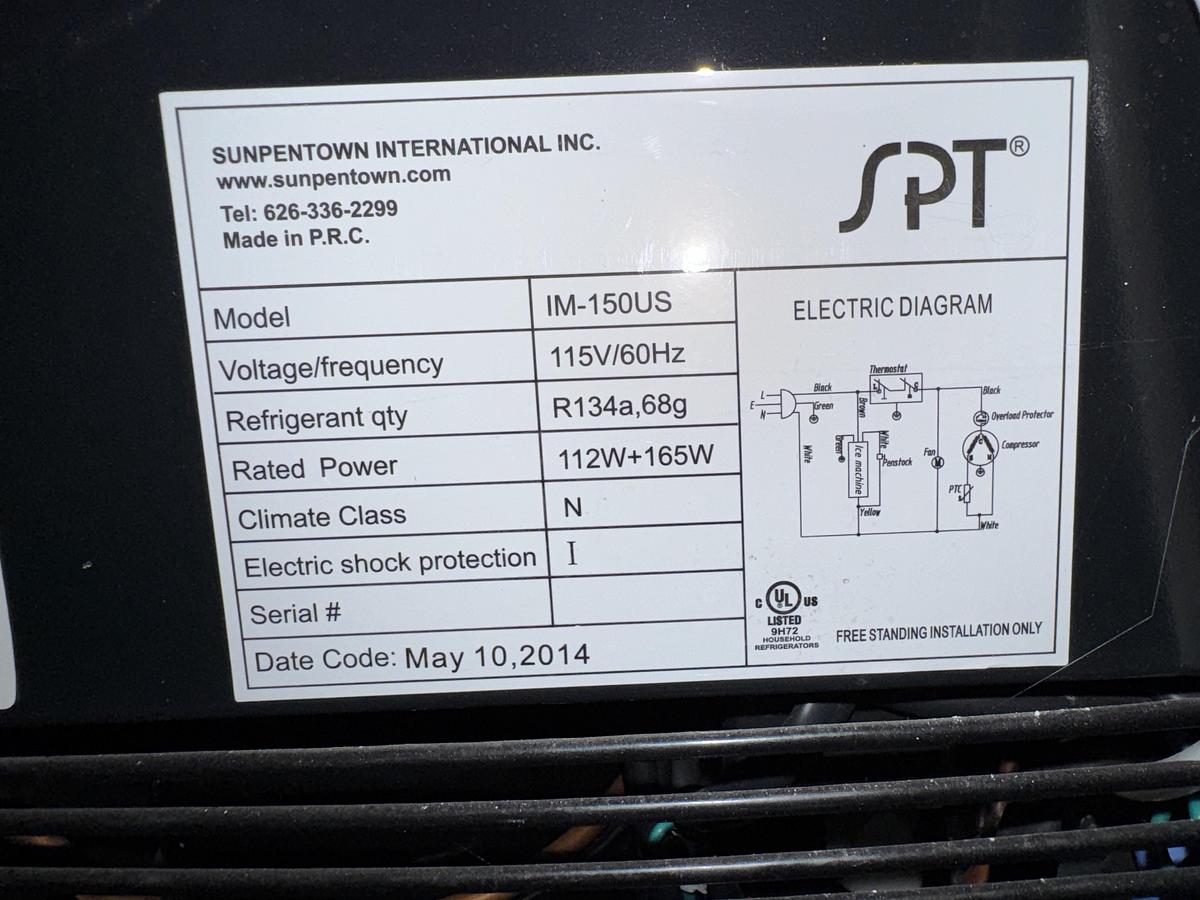 SUNPENTOWN INTERNATIONAL INC.
www.sunpentown.com
Tel: 626-336-2299
Made in P.R.C.
SPT®
Model IM-150US
Voltage/frequency 115V/60Hz
Refrigerant qty R134a,68g
Rated Power 112W+165W
Climate Class N
Electric shock protection I
Serial #
Date Code: May 10,2014
ELECTRIC DIAGRAM
Thermostat
L
E
N
Black
Green
White
Brown
L
C
Black
Overload Protector
Compressor
C
S
M
Green
White
Ice machine
Penstock
Fan
M
PTC
Yellow
White
C UL US
®
LISTED
9H72
HOUSEHOLD
REFRIGERATORS
FREE STANDING INSTALLATION ONLY